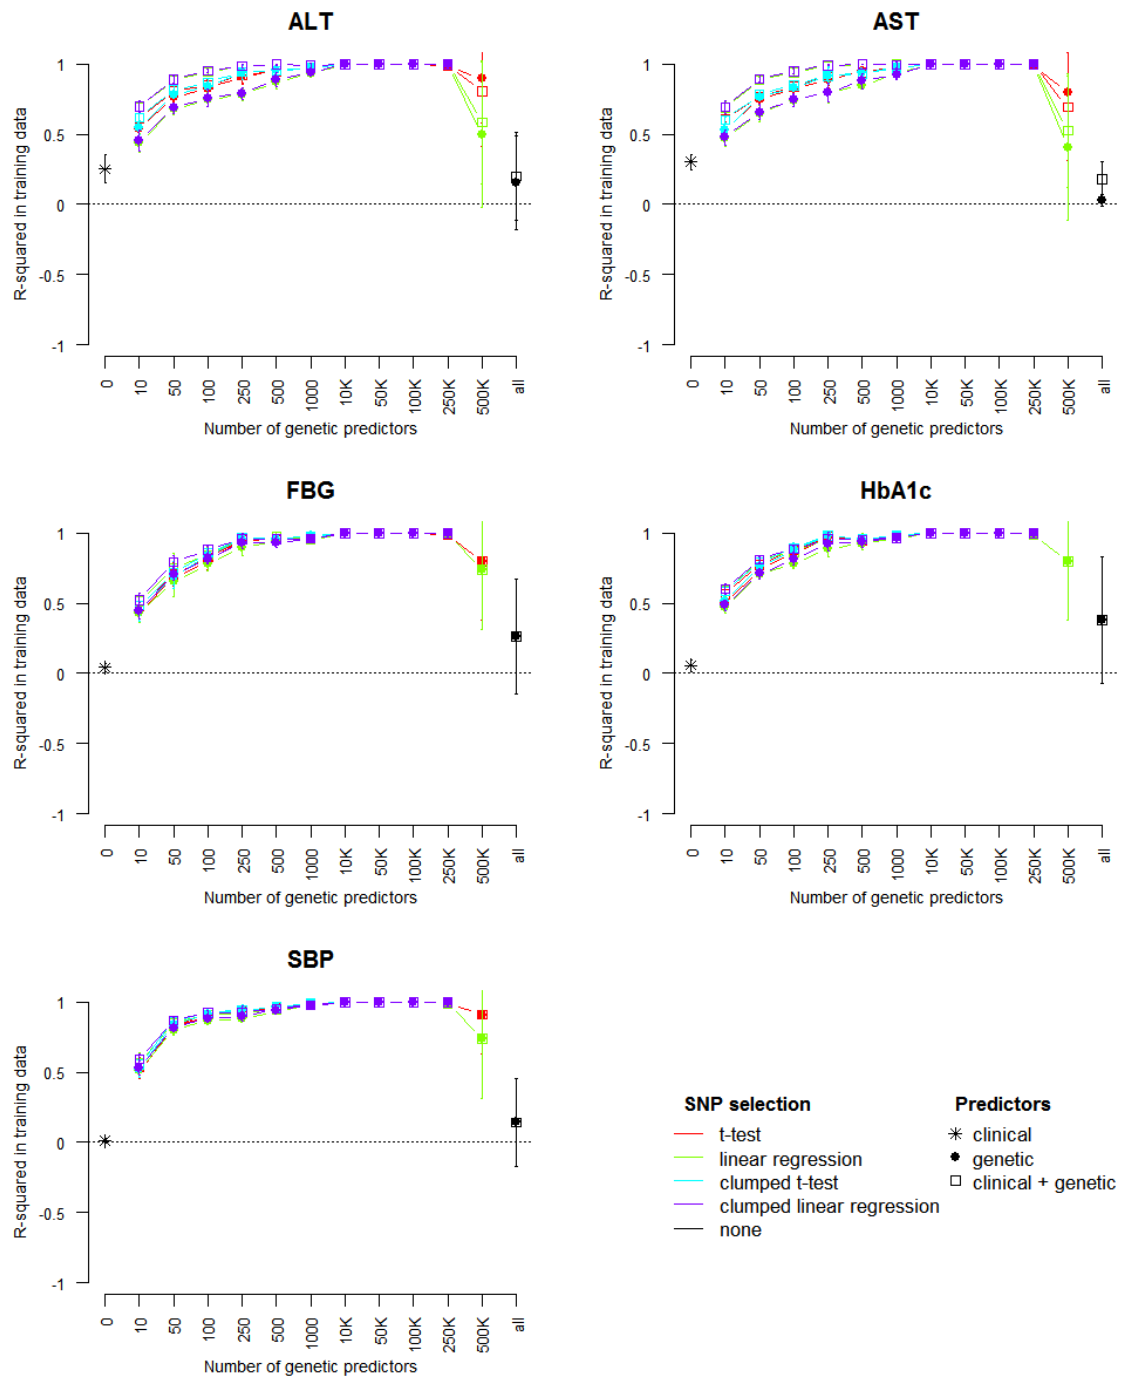 ALT
R-squared in training data
1
0.5
0
-0.5
-1
0 10 50 100 250 500 1000 10K 50K 100K 250K 500K all
Number of genetic predictors
AST
R-squared in training data
1
0.5
0
-0.5
-1
0 10 50 100 250 500 1000 10K 50K 100K 250K 500K all
Number of genetic predictors
FBG
R-squared in training data
1
0.5
0
-0.5
-1
0 10 50 100 250 500 1000 10K 50K 100K 250K 500K all
Number of genetic predictors
HbA1c
R-squared in training data
1
0.5
0
-0.5
-1
0 10 50 100 250 500 1000 10K 50K 100K 250K 500K all
Number of genetic predictors
SBP
R-squared in training data
1
0.5
0
-0.5
-1
0 10 50 100 250 500 1000 10K 50K 100K 250K 500K all
Number of genetic predictors
SNP selection
t-test
linear regression
clumped t-test
clumped linear regression
none
Predictors
clinical
genetic
clinical + genetic